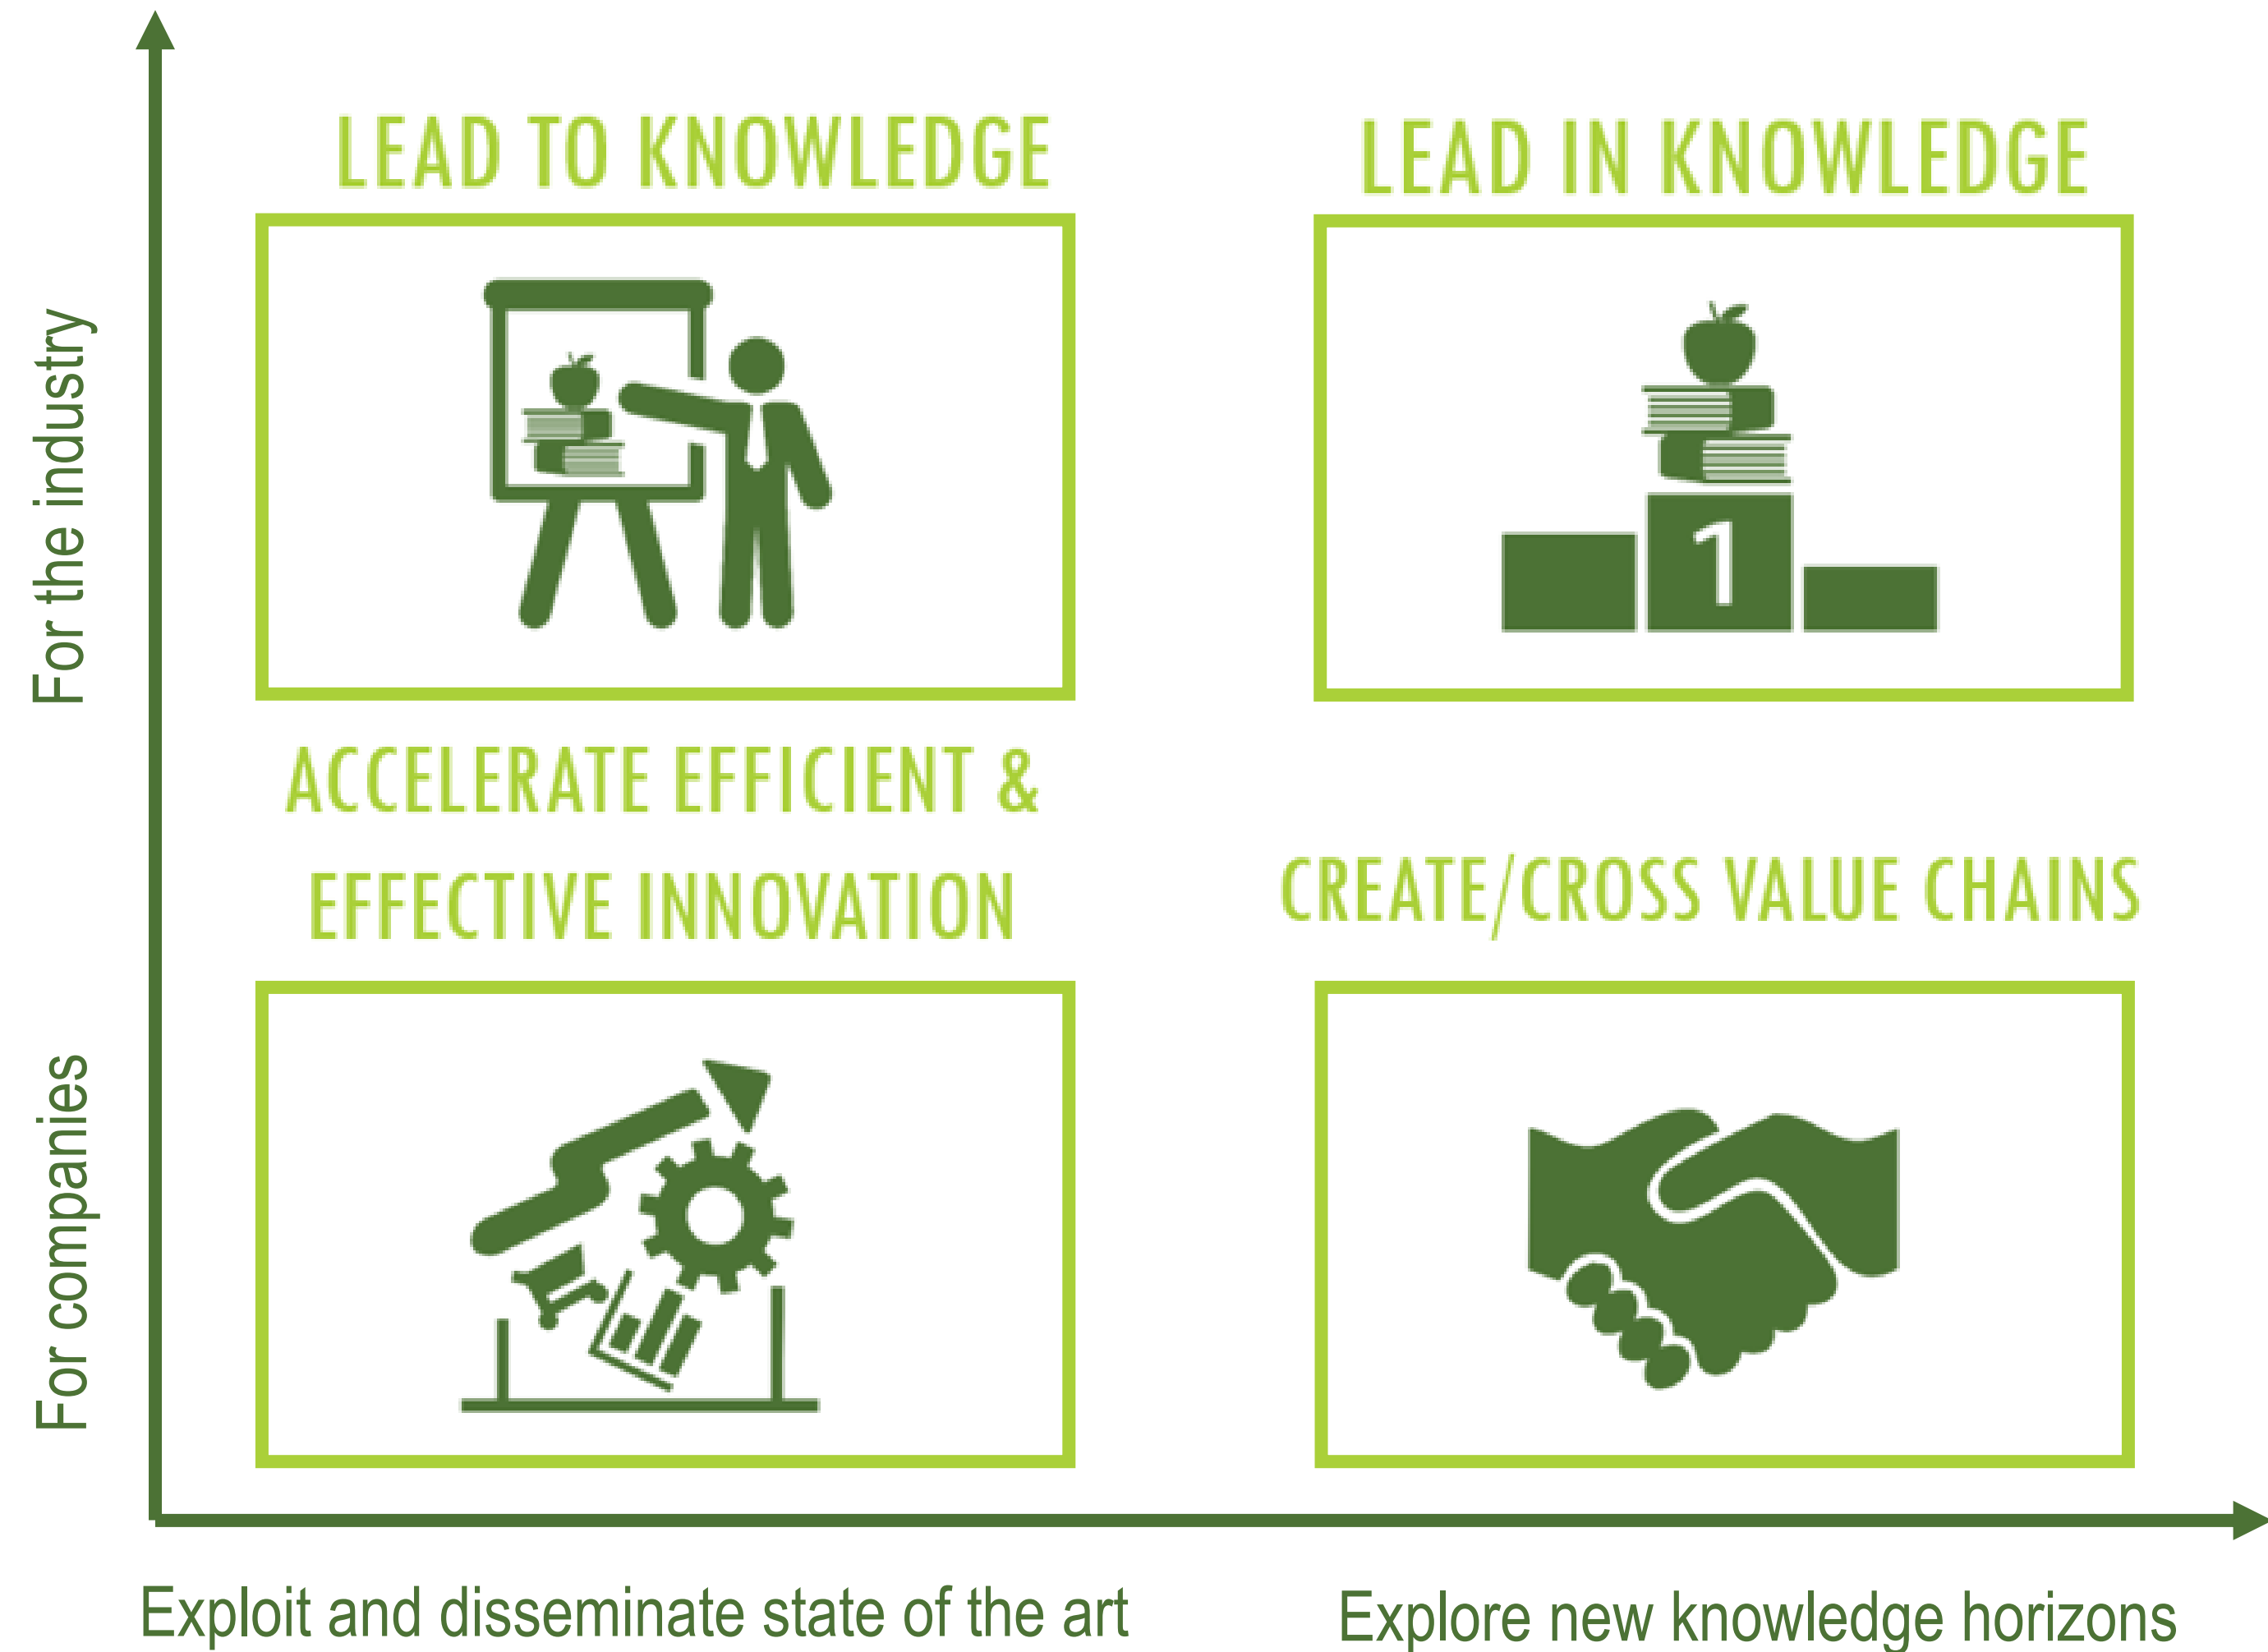 LEAD TO KNOWLEDGE
LEAD IN KNOWLEDGE
For the industry
1
ACCELERATE EFFICIENT &
EFFECTIVE INNOVATION
CREATE/CROSS VALUE CHAINS
For companies
Exploit and disseminate state of the art
Explore new knowledge horizons